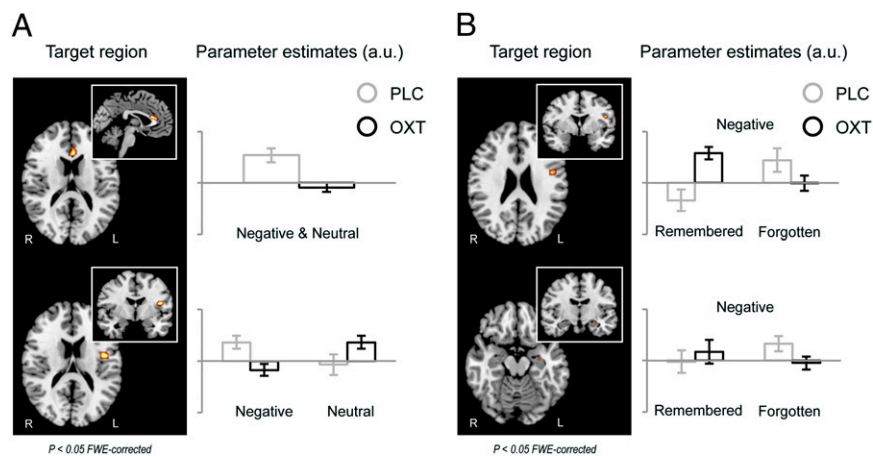 A
Target region
Parameter estimates (a.u.)
PLC
OXT
R
L
Negative & Neutral
R
L
Negative
Neutral
P < 0.05 FWE-corrected
B
Target region
Parameter estimates (a.u.)
PLC
OXT
Negative
R
L
Remembered
Forgotten
Negative
R
L
Remembered
Forgotten
P < 0.05 FWE-corrected